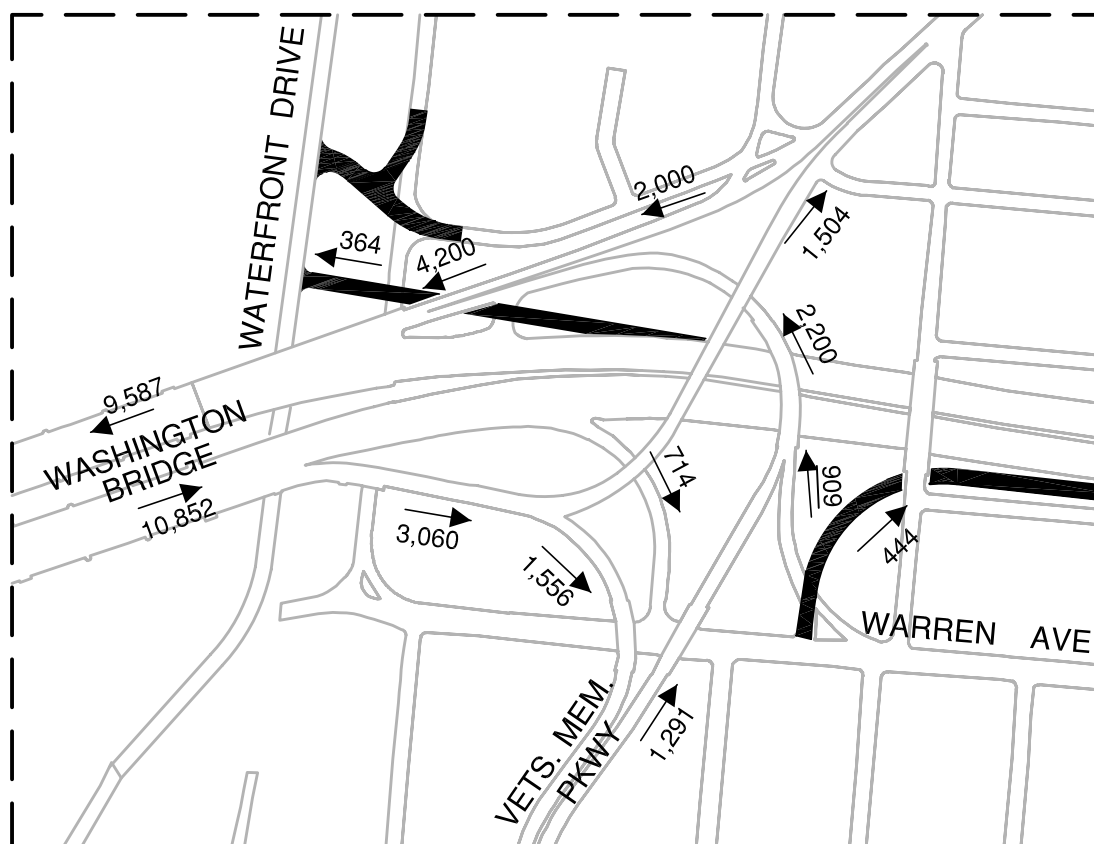 WATERFRONT DRIVE
2,000
1,504
364
4,200
2,200
9,587
WASHINGTON
BRIDGE
10,852
714
909
3,060
444
1,556
WARREN AVE
VETS. MEM.
PKWY
1,291